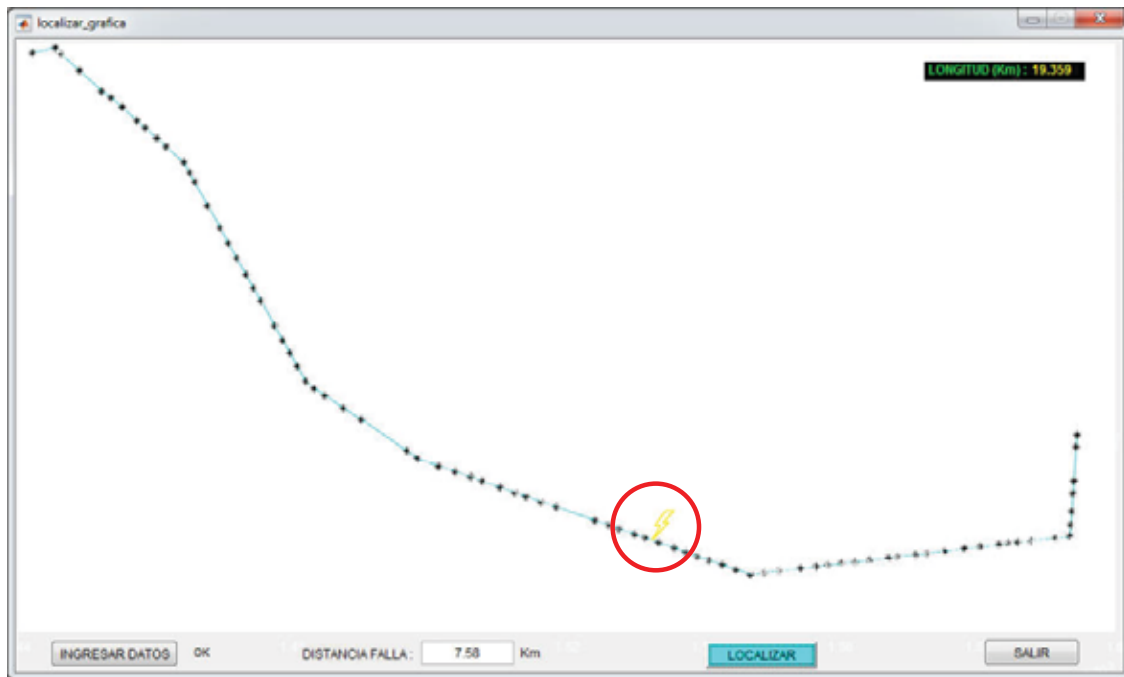 localizar_grafica
LONGITUD (Km) : 19.359
INGRESAR DATOS OK DISTANCIA FALLA : 7.58 Km LOCALIZAR SALIR